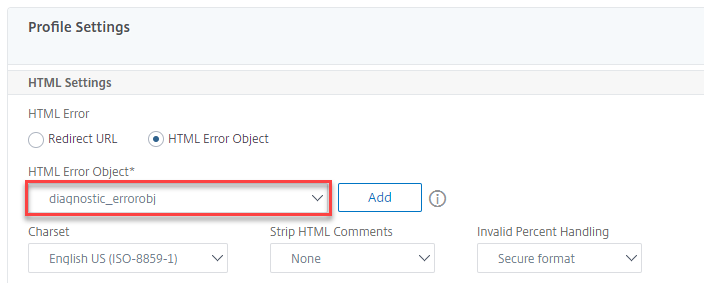 Profile Settings
HTML Settings
HTML Error
Redirect URL HTML Error Object
HTML Error Object*
diagnostic_errorobj Add
Charset Strip HTML Comments Invalid Percent Handling
English US (ISO-8859-1) None Secure format